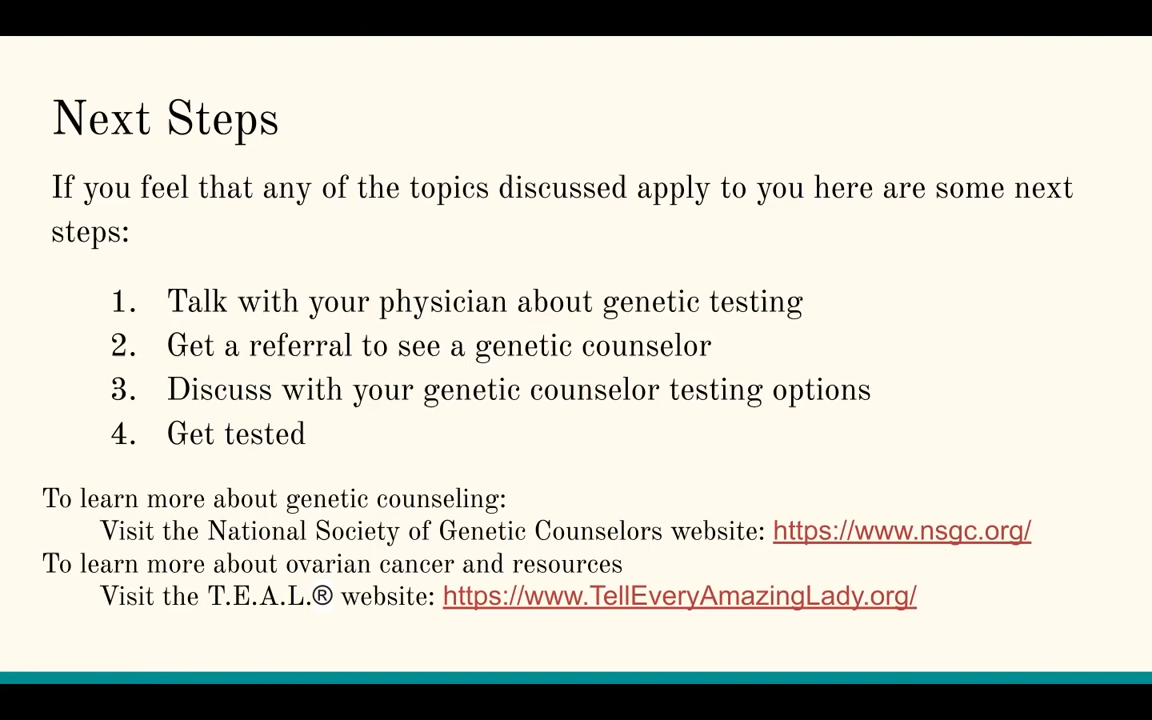 Next Steps
If you feel that any of the topics discussed apply to you here are some next
steps:
1. Talk with your physician about genetic testing
2. Get a referral to see a genetic counselor
3. Discuss with your genetic counselor testing options
4. Get tested
To learn more about genetic counseling:
Visit the National Society of Genetic Counselors website: https://www.nsgc.org/
To learn more about ovarian cancer and resources
Visit the T.E.A.L.® website: https://www.TellEveryAmazingLady.org/